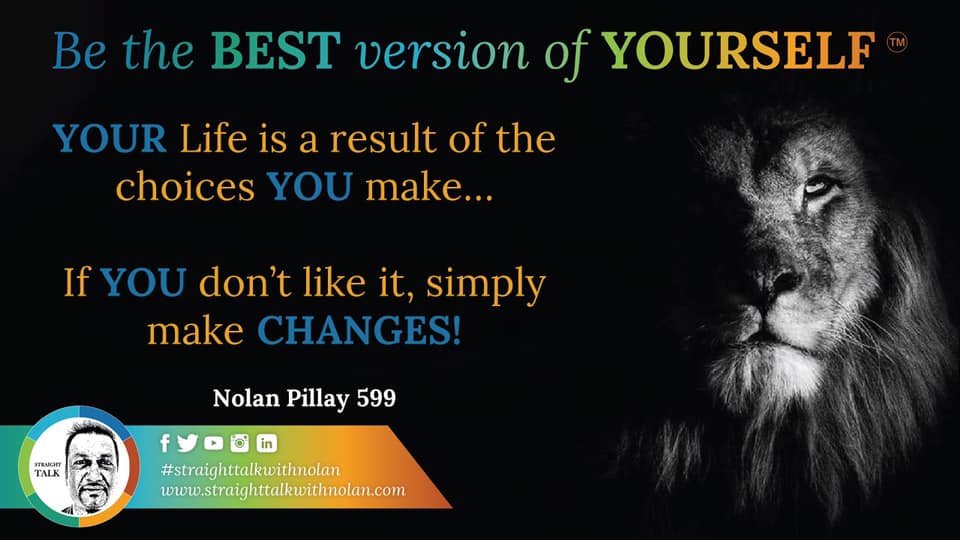 Be the BEST version of YOURSELF ™
YOUR Life is a result of the
choices YOU make...
If YOU don't like it, simply
make CHANGES!
Nolan Pillay 599
STRAIGHT
TALK
#straighttalkwithnolan
www.straighttalkwithnolan.com